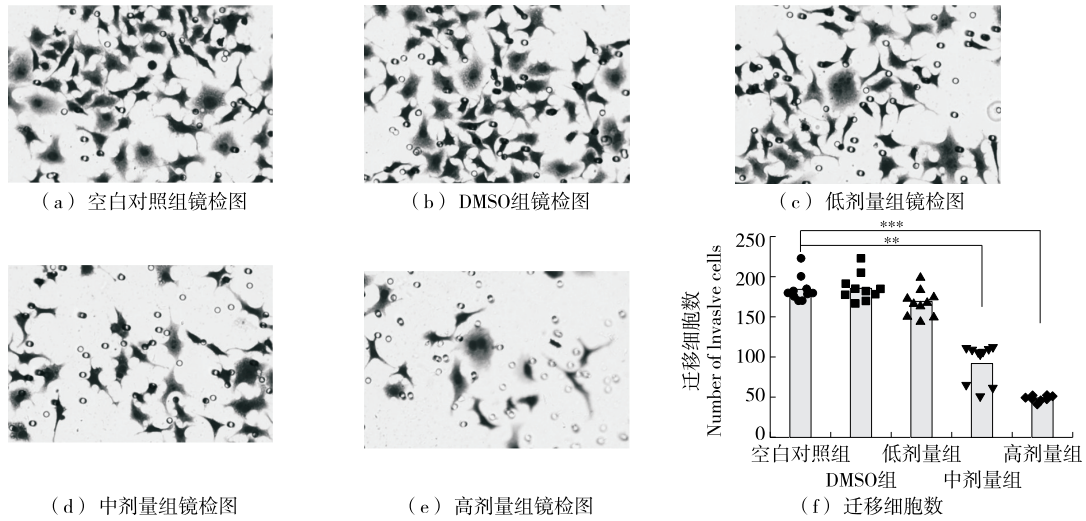 （a）空白对照组镜检图
（b）DMSO组镜检图
（c）低剂量组镜检图
（d）中剂量组镜检图
（e）高剂量组镜检图
迁移细胞数
Number of lnvaslve cells
250
200
150
100
50
0
***
**
空白对照组
DMSO组
低剂量组
中剂量组
高剂量组
（f）迁移细胞数